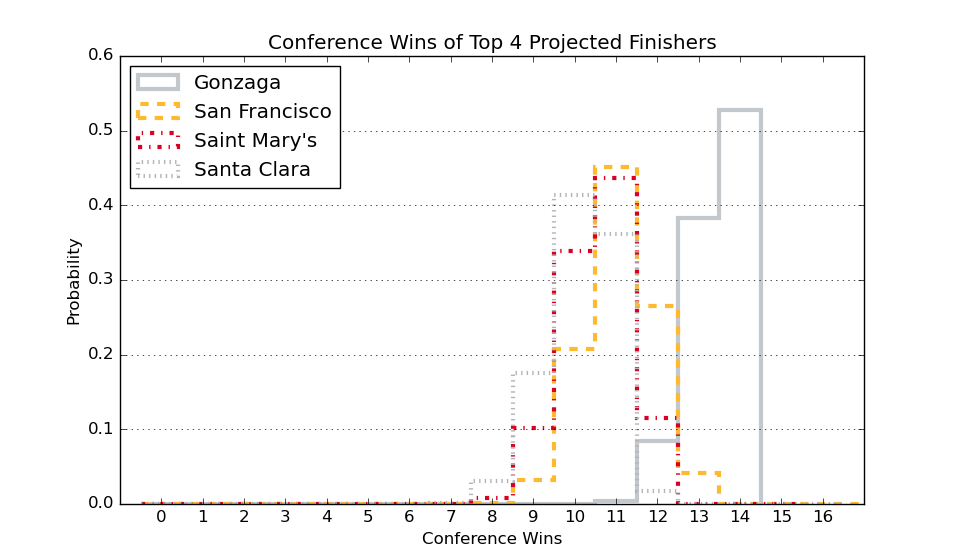 Conference Wins of Top 4 Projected Finishers
0.6
0.5
0.4
0.3
0.2
0.1
0.0
Probability
Gonzaga
San Francisco
Saint Mary's
Santa Clara
0 1 2 3 4 5 6 7 8 9 10 11 12 13 14 15 16
Conference Wins